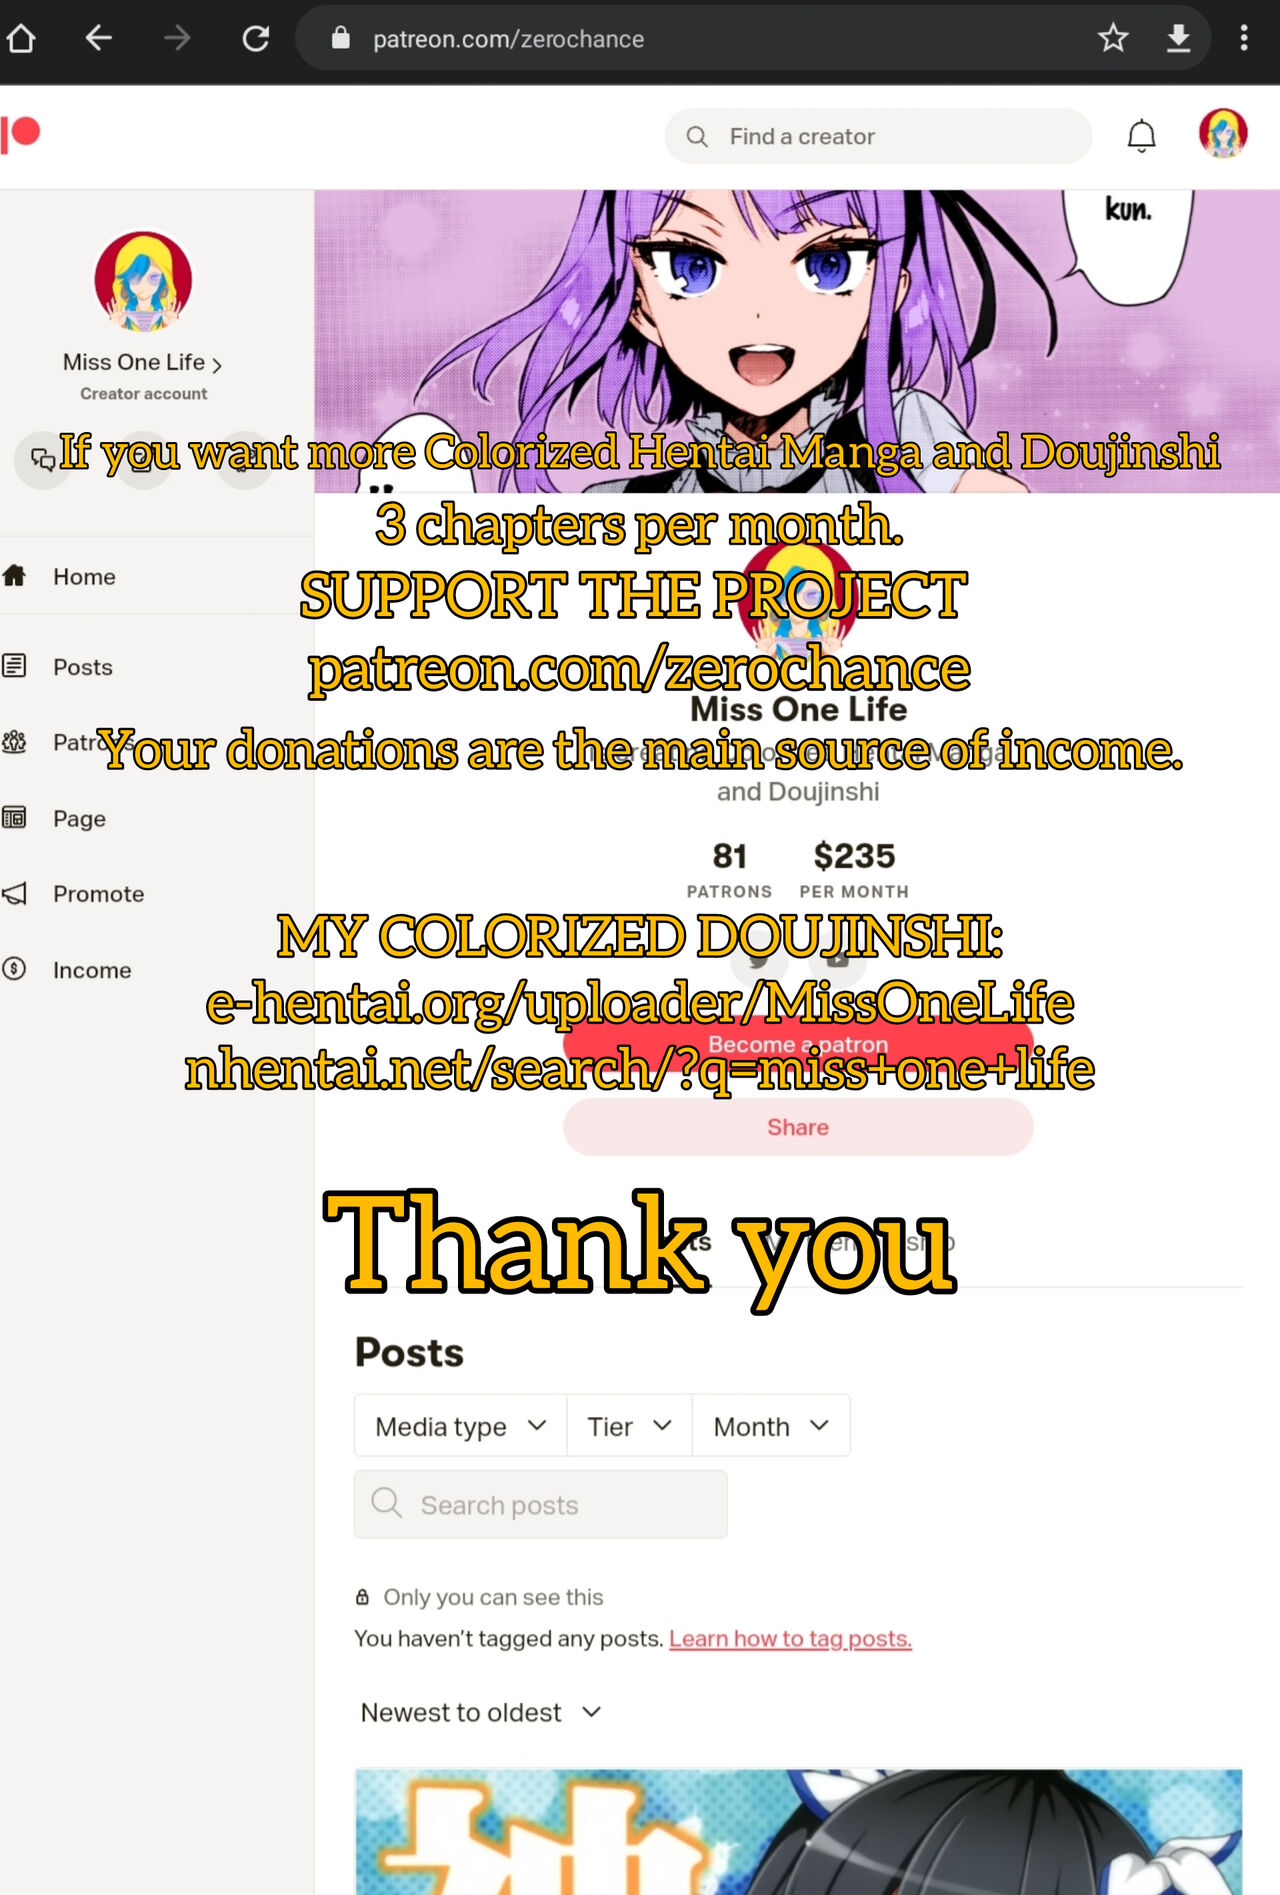 patreon.com/zerochance
Find a creator
kun.
Miss One Life
Creator account
If you want more Colorized Hentai Manga and Doujinshi
3 chapters per month.
SUPPORT THE PROJECT
patreon.com/zerochance
Home
Posts
Page
Promote
Income
Miss One Life
Your donations are the main source of income.
and Doujinshi
81
$235
PATRONS
PER MONTH
MY COLORIZED DOUJINSHI:
e-hentai.org/uploader/MissOneLife
Become a patron
nhentai.net/search/?q=miss+one+life
Share
Thank you
Posts
Media type
Tier
Month
Search posts
Only you can see this
You haven't tagged any posts. Learn how to tag posts.
Newest to oldest